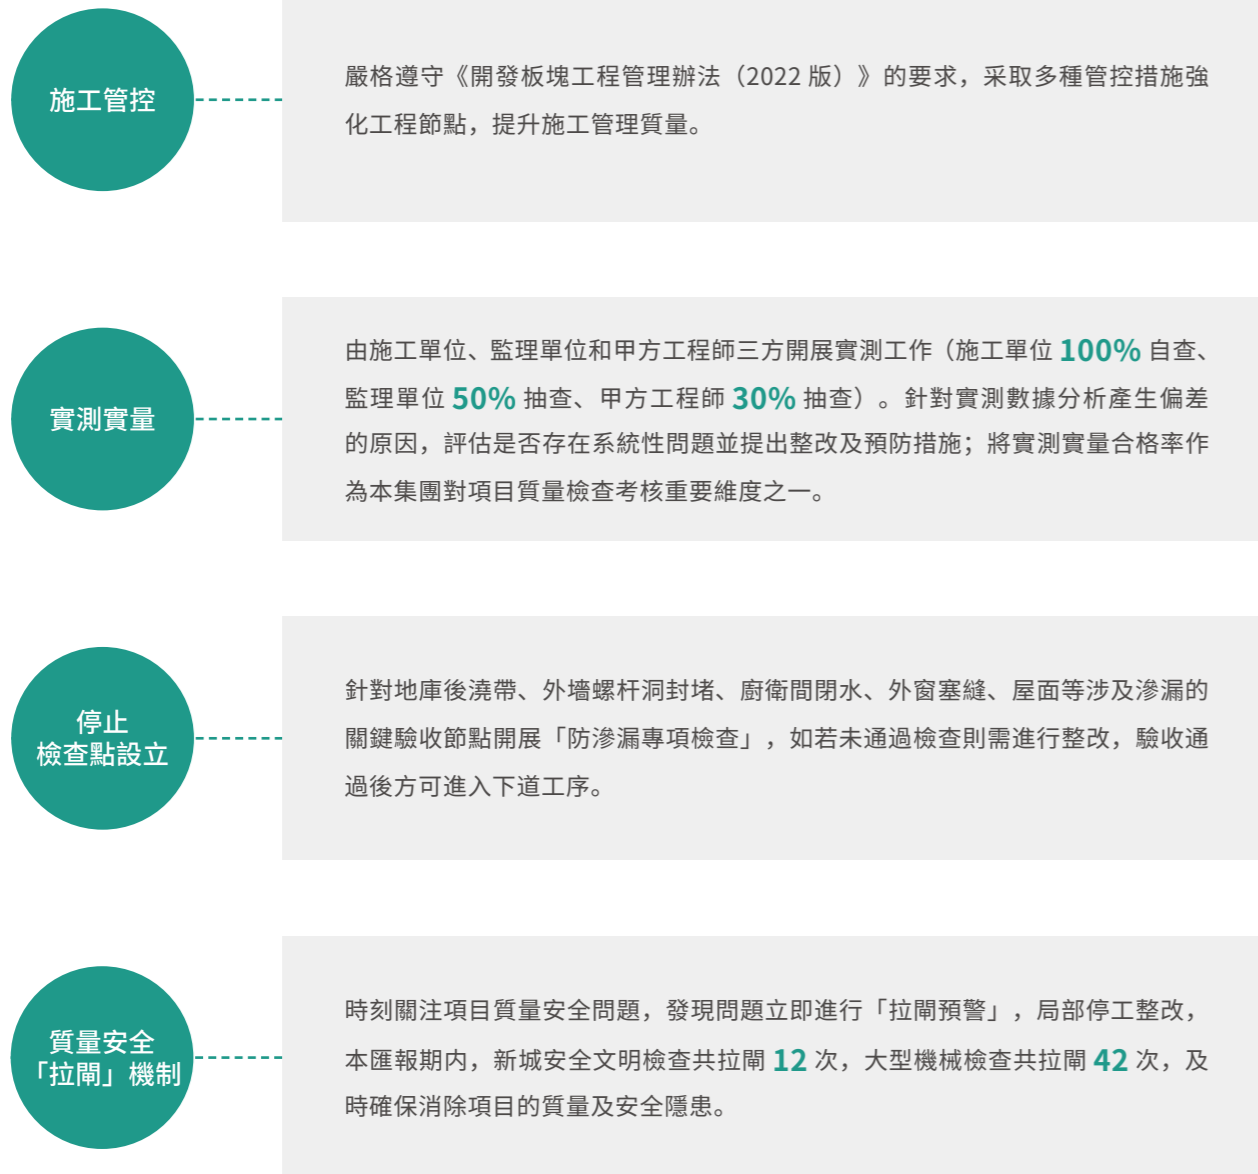 施工管控
嚴格遵守《開發板塊工程管理辦法（2022 版）》的要求，采取多種管控措施強
化工程節點，提升施工管理質量。
實測實量
由施工單位、監理單位和甲方工程師三方開展實測工作（施工單位 100% 自查、
監理單位 50% 抽查、甲方工程師 30% 抽查）。針對實測數據分析產生偏差
的原因，評估是否存在系統性問題並提出整改及預防措施；將實測實量合格率作
為本集團對項目質量檢查考核重要維度之一。
停止
檢查點設立
針對地庫後澆帶、外墻螺杆洞封堵、廚衛間閉水、外窗塞縫、屋面等涉及滲漏的
關鍵驗收節點開展「防滲漏專項檢查」，如若未通過檢查則需進行整改，驗收通
過後方可進入下道工序。
質量安全
「拉閘」機制
時刻關注項目質量安全問題，發現問題立即進行「拉閘預警」，局部停工整改，
本匯報期内，新城安全文明檢查共拉閘 12 次，大型機械檢查共拉閘 42 次，及
時確保消除項目的質量及安全隱患。